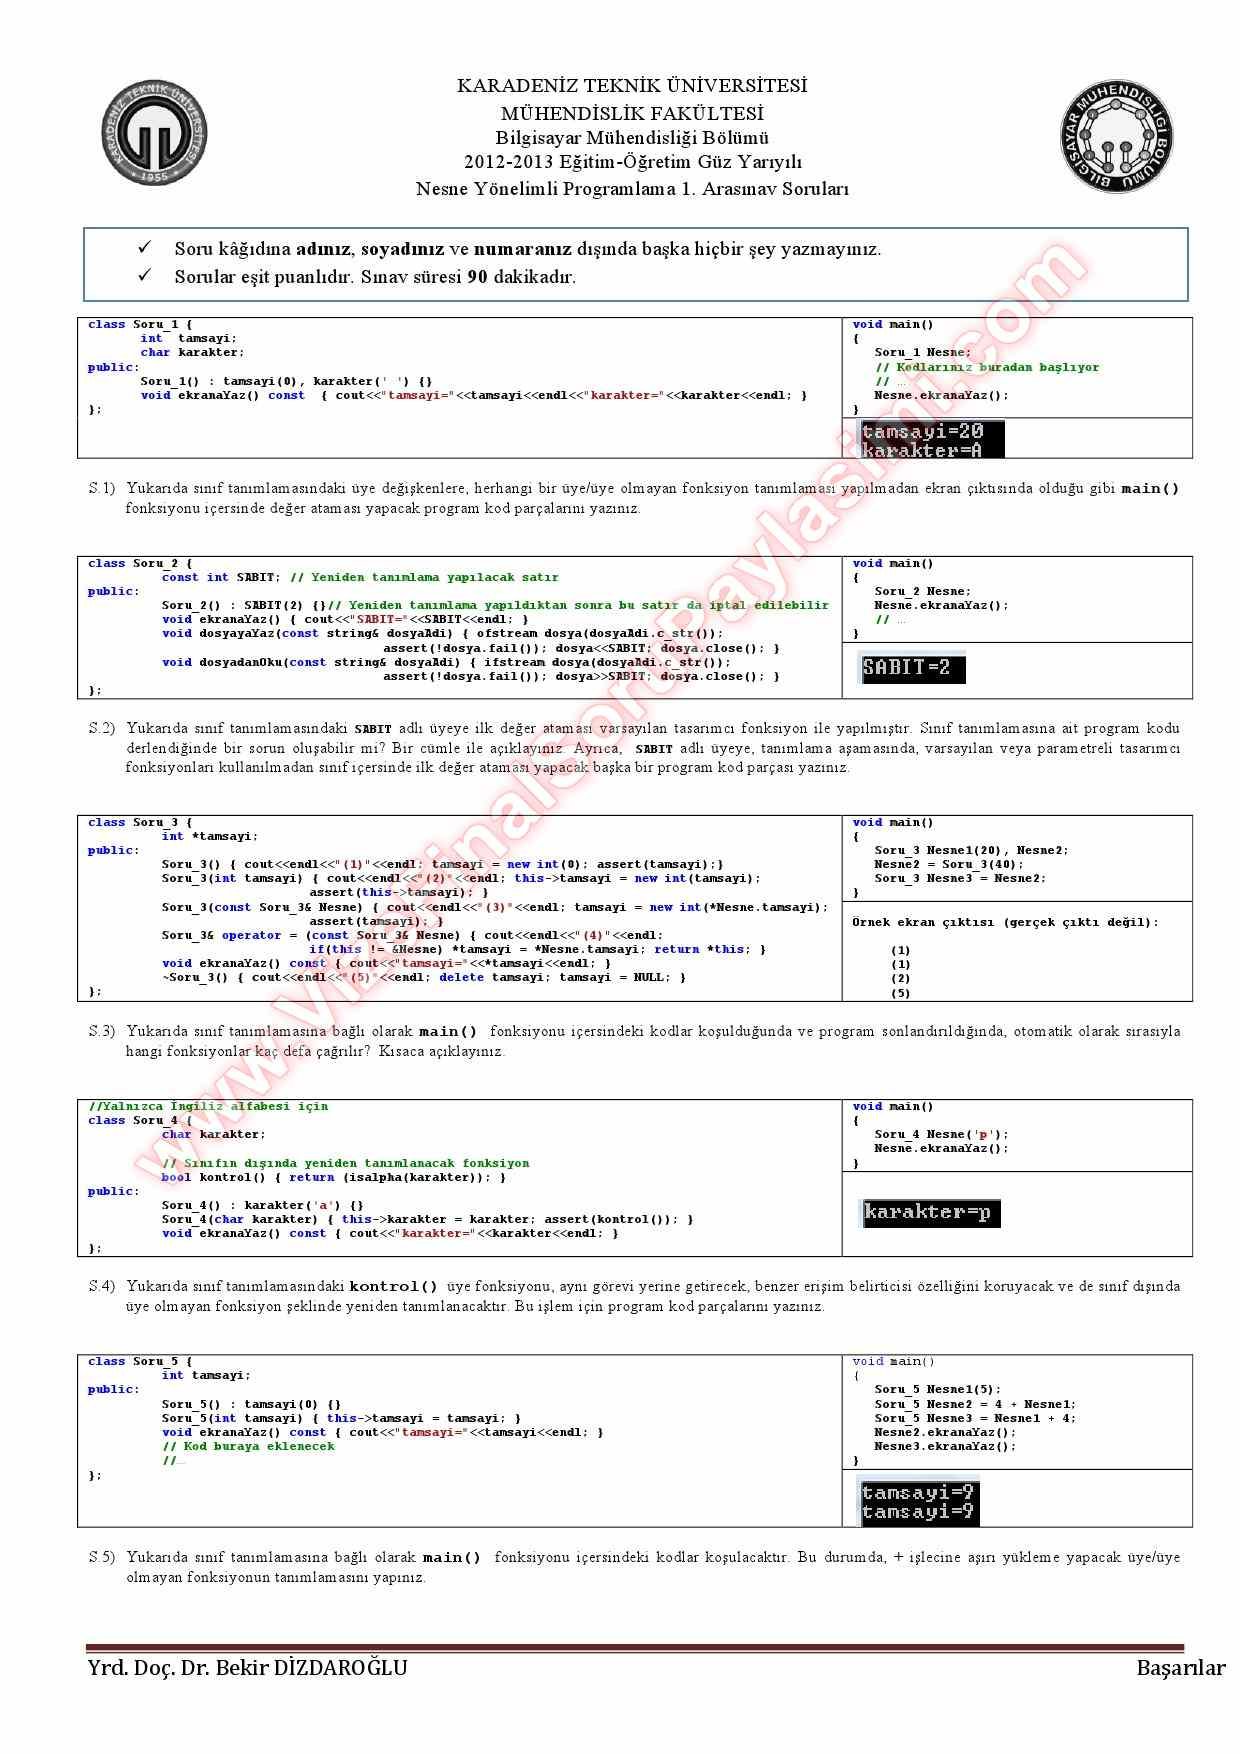 KARADENİZ TEKNİK ÜNİVERSİTESİ
MÜHENDİSLİK FAKÜLTESİ
Bilgisayar Mühendisliği Bölümü
2012-2013 Eğitim-Öğretim Güz Yarıyılı
Nesne Yönelimli Programlama 1. Arasınav Soruları
KARADENİZ TEKNİK ÜNİVERSİTESİ
• 1955 •
BİLGİSAYAR MÜHENDİSLİĞİ BÖLÜMÜ
✓ Soru kâğıdına adınız, soyadınız ve numaranız dışında başka hiçbir şey yazmayınız.
✓ Sorular eşit puanlıdır. Sınav süresi 90 dakikadır.
class Soru_1 {
int tamsayi;
char karakter;
public:
Soru_1() : tamsayi(0), karakter(' ') {}
void ekranaYaz() const { cout<<"tamsayi="<<tamsayi<<endl<<"karakter="<<karakter<<endl; }
};
void main()
{
Soru_1 Nesne;
// Kodlarınız buradan başlıyor
// …
Nesne.ekranaYaz();
}
tamsayi=20
karakter=A
S.1) Yukarıda sınıf tanımlamasındaki üye değişkenlere, herhangi bir üye/üye olmayan fonksiyon tanımlaması yapılmadan ekran çıktısında olduğu gibi main()
fonksiyonu içersinde değer ataması yapacak program kod parçalarını yazınız.
class Soru_2 {
const int SABIT; // Yeniden tanımlama yapılacak satır
public:
Soru_2() : SABIT(2) {}// Yeniden tanımlama yapıldıktan sonra bu satır da iptal edilebilir
void ekranaYaz() { cout<<"SABIT="<<SABIT<<endl; }
void dosyayaYaz(const string& dosyaAdi) { ofstream dosya(dosyaAdi.c_str());
assert(!dosya.fail()); dosya<<SABIT; dosya.close(); }
void dosyadanOku(const string& dosyaAdi) { ifstream dosya(dosyaAdi.c_str());
assert(!dosya.fail()); dosya>>SABIT; dosya.close(); }
};
void main()
{
Soru_2 Nesne;
Nesne.ekranaYaz();
// …
}
SABIT=2
S.2) Yukarıda sınıf tanımlamasındaki SABIT adlı üyeye ilk değer ataması varsayılan tasarımcı fonksiyon ile yapılmıştır. Sınıf tanımlamasına ait program kodu
derlendiğinde bir sorun oluşabilir mi? Bir cümle ile açıklayınız. Ayrıca, SABIT adlı üyeye, tanımlama aşamasında, varsayılan veya parametreli tasarımcı
fonksiyonları kullanılmadan sınıf içersinde ilk değer ataması yapacak başka bir program kod parçası yazınız.
class Soru_3 {
int *tamsayi;
public:
Soru_3() { cout<<endl<<"(1)"<<endl; tamsayi = new int(0); assert(tamsayi);}
Soru_3(int tamsayi) { cout<<endl<<"(2)"<<endl; this->tamsayi = new int(tamsayi);
assert(this->tamsayi); }
Soru_3(const Soru_3& Nesne) { cout<<endl<<"(3)"<<endl; tamsayi = new int(*Nesne.tamsayi);
assert(tamsayi); }
Soru_3& operator = (const Soru_3& Nesne) { cout<<endl<<"(4)"<<endl;
if(this != &Nesne) *tamsayi = *Nesne.tamsayi; return *this; }
void ekranaYaz() const { cout<<"tamsayi="<<*tamsayi<<endl; }
~Soru_3() { cout<<endl<<"(5)"<<endl; delete tamsayi; tamsayi = NULL; }
};
void main()
{
Soru_3 Nesne1(20), Nesne2;
Nesne2 = Soru_3(40);
Soru_3 Nesne3 = Nesne2;
}
Örnek ekran çıktısı (gerçek çıktı değil):
(1)
(1)
(2)
(5)
S.3) Yukarıda sınıf tanımlamasına bağlı olarak main() fonksiyonu içersindeki kodlar koşulduğunda ve program sonlandırıldığında, otomatik olarak sırasıyla
hangi fonksiyonlar kaç defa çağrılır? Kısaca açıklayınız.
//Yalnızca İngiliz alfabesi için
class Soru_4 {
char karakter;
// Sınıfın dışında yeniden tanımlanacak fonksiyon
bool kontrol() { return (isalpha(karakter)); }
public:
Soru_4() : karakter('a') {}
Soru_4(char karakter) { this->karakter = karakter; assert(kontrol()); }
void ekranaYaz() const { cout<<"karakter="<<karakter<<endl; }
};
void main()
{
Soru_4 Nesne('p');
Nesne.ekranaYaz();
}
karakter=p
S.4) Yukarıda sınıf tanımlamasındaki kontrol() üye fonksiyonu, aynı görevi yerine getirecek, benzer erişim belirticisi özelliğini koruyacak ve de sınıf dışında
üye olmayan fonksiyon şeklinde yeniden tanımlanacaktır. Bu işlem için program kod parçalarını yazınız.
class Soru_5 {
int tamsayi;
public:
Soru_5() : tamsayi(0) {}
Soru_5(int tamsayi) { this->tamsayi = tamsayi; }
void ekranaYaz() const { cout<<"tamsayi="<<tamsayi<<endl; }
// Kod buraya eklenecek
//…
};
void main()
{
Soru_5 Nesne1(5);
Soru_5 Nesne2 = 4 + Nesne1;
Soru_5 Nesne3 = Nesne1 + 4;
Nesne2.ekranaYaz();
Nesne3.ekranaYaz();
}
tamsayi=9
tamsayi=9
S.5) Yukarıda sınıf tanımlamasına bağlı olarak main() fonksiyonu içersindeki kodlar koşulacaktır. Bu durumda, + işlecine aşırı yükleme yapacak üye/üye
olmayan fonksiyonun tanımlamasını yapınız.
Yrd. Doç. Dr. Bekir DİZDAROĞLU
Başarılar
www.VizeFinalSoruPaylasimi.com